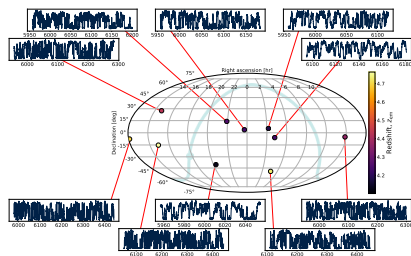 5950 6000 6050 6100 6150 6200
5950 6000 6050 6100 6150
5950 6000 6050 6100 6150
6000 6100 6200 6300
6100 6120 6140 6160 6180
Right ascension [hr]
75°
60°
14 16 18 20 22 0 2 4 6 8 10
45°
30°
15°
0°
-15°
-30°
-45°
-60°
-75°
Declination [deg]
4.7
4.6
4.5
4.4
4.3
4.2
Redshift, z_em
6000 6100 6200 6300 6400
5960 5980 6000 6020 6040
6000 6100 6200 6300
6100 6200 6300 6400
6100 6200 6300 6400